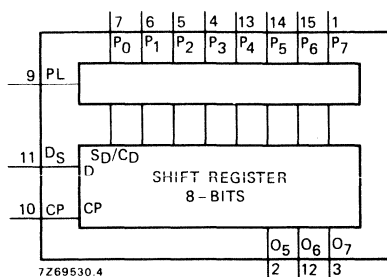 7 6 5 4 13 14 15 1
P0 P1 P2 P3 P4 P5 P6 P7
9 PL
11 DS
SD/CD
D
SHIFT REGISTER
8-BITS
10 CP
CP
O5 O6 O7
2 12 3
7Z69530.4